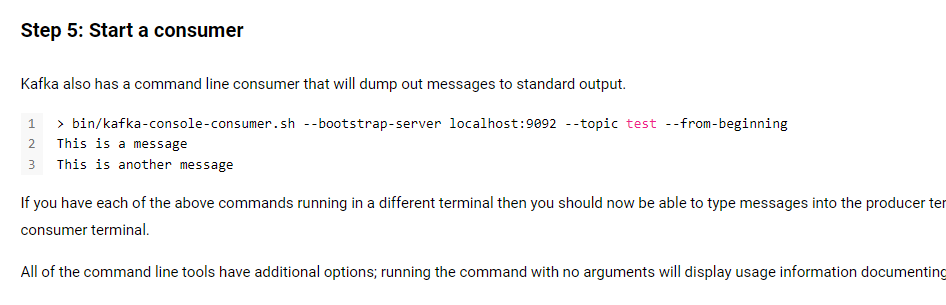 Step 5: Start a consumer
Kafka also has a command line consumer that will dump out messages to standard output.
1 > bin/kafka-console-consumer.sh --bootstrap-server localhost:9092 --topic test --from-beginning
2 This is a message
3 This is another message
If you have each of the above commands running in a different terminal then you should now be able to type messages into the producer
consumer terminal.
All of the command line tools have additional options; running the command with no arguments will display usage information documenting